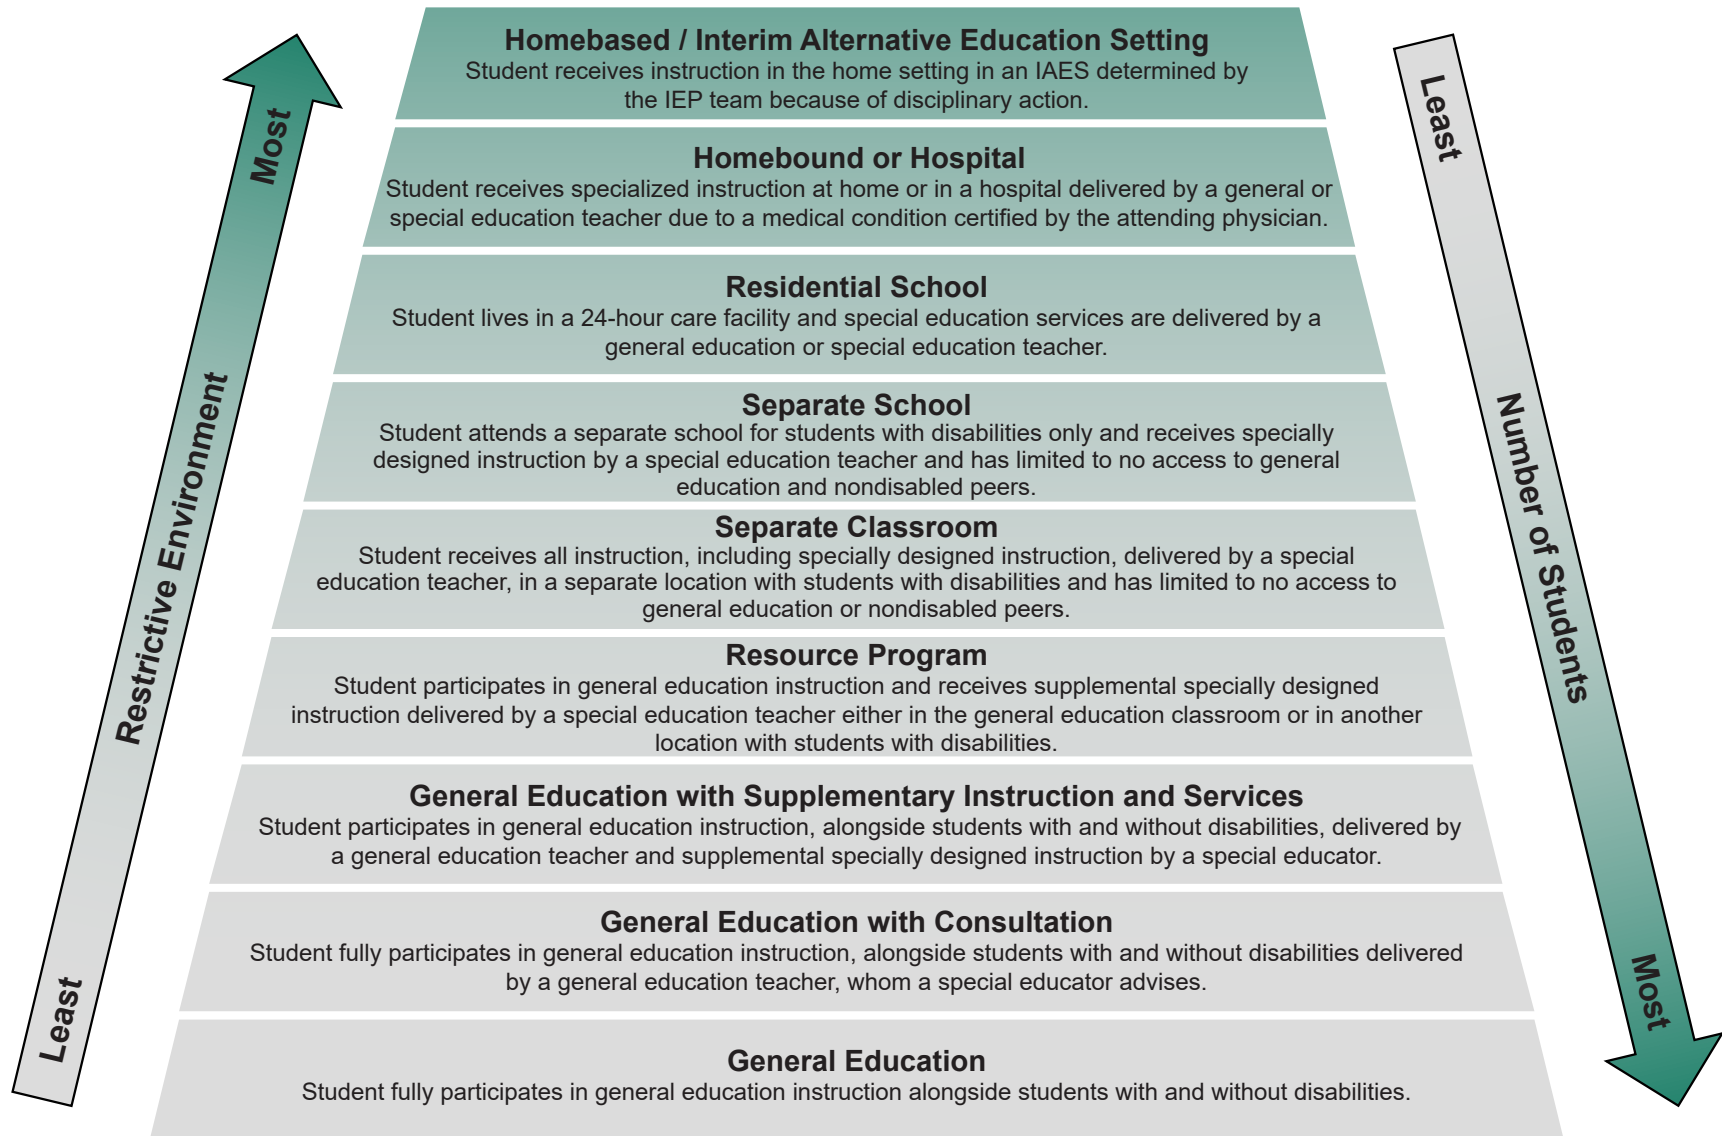 Homebased / Interim Alternative Education Setting
Student receives instruction in the home setting in an IAES determined by
the IEP team because of disciplinary action.
Homebound or Hospital
Student receives specialized instruction at home or in a hospital delivered by a general or
special education teacher due to a medical condition certified by the attending physician.
Residential School
Student lives in a 24-hour care facility and special education services are delivered by a
general education or special education teacher.
Separate School
Student attends a separate school for students with disabilities only and receives specially
designed instruction by a special education teacher and has limited to no access to general
education and nondisabled peers.
Separate Classroom
Student receives all instruction, including specially designed instruction, delivered by a special
education teacher, in a separate location with students with disabilities and has limited to no access to
general education or nondisabled peers.
Resource Program
Student participates in general education instruction and receives supplemental specially designed
instruction delivered by a special education teacher either in the general education classroom or in another
location with students with disabilities.
General Education with Supplementary Instruction and Services
Student participates in general education instruction, alongside students with and without disabilities, delivered by
a general education teacher and supplemental specially designed instruction by a special educator.
General Education with Consultation
Student fully participates in general education instruction, alongside students with and without disabilities delivered
by a general education teacher, whom a special educator advises.
General Education
Student fully participates in general education instruction alongside students with and without disabilities.
Most
Restrictive Environment
Least
Least
Number of Students
Most